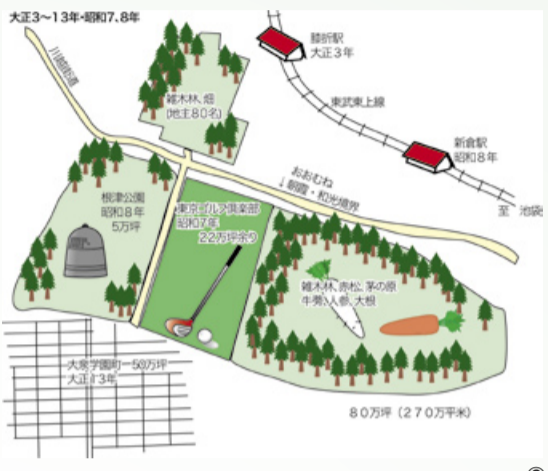 大正3～13年・昭和7.8年
膝折駅
大正3年
川越街道
雑木林、畑
(地主80名)
東武東上線
新倉駅
昭和8年
おおむね
↓朝霞・和光境界
至 池袋
根津公園
昭和8年
5万坪
東京ゴルフ倶楽部
昭和7年
22万坪余り
雑木林、赤松、茅の原
牛蒡、人参、大根
大泉学園町一50万坪
大正13年
80万坪（270万平米）